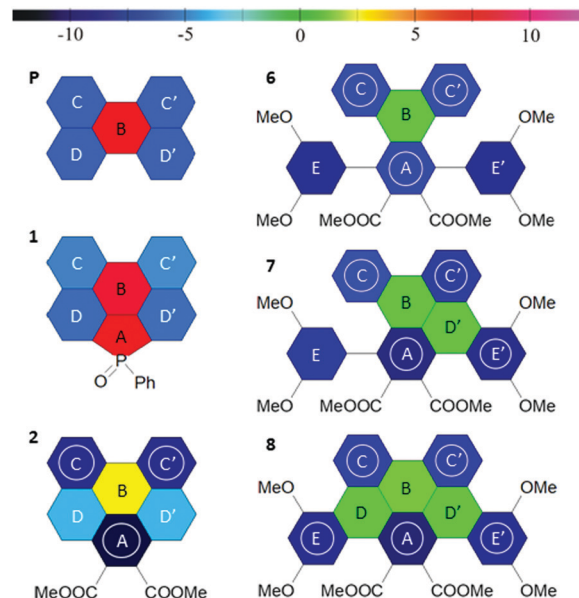 -10 -5 0 5 10
P
C C'
B
D D'
1
C C'
B
D D'
A
P
O Ph
2
C C'
B
D D'
A
MeOOC COOMe
6
C C'
MeO B OMe
E A E'
MeO MeOOC COOMe OMe
7
C C'
MeO B OMe
D'
E A E'
MeO MeOOC COOMe OMe
8
C C'
MeO B OMe
D D'
E A E'
MeO MeOOC COOMe OMe